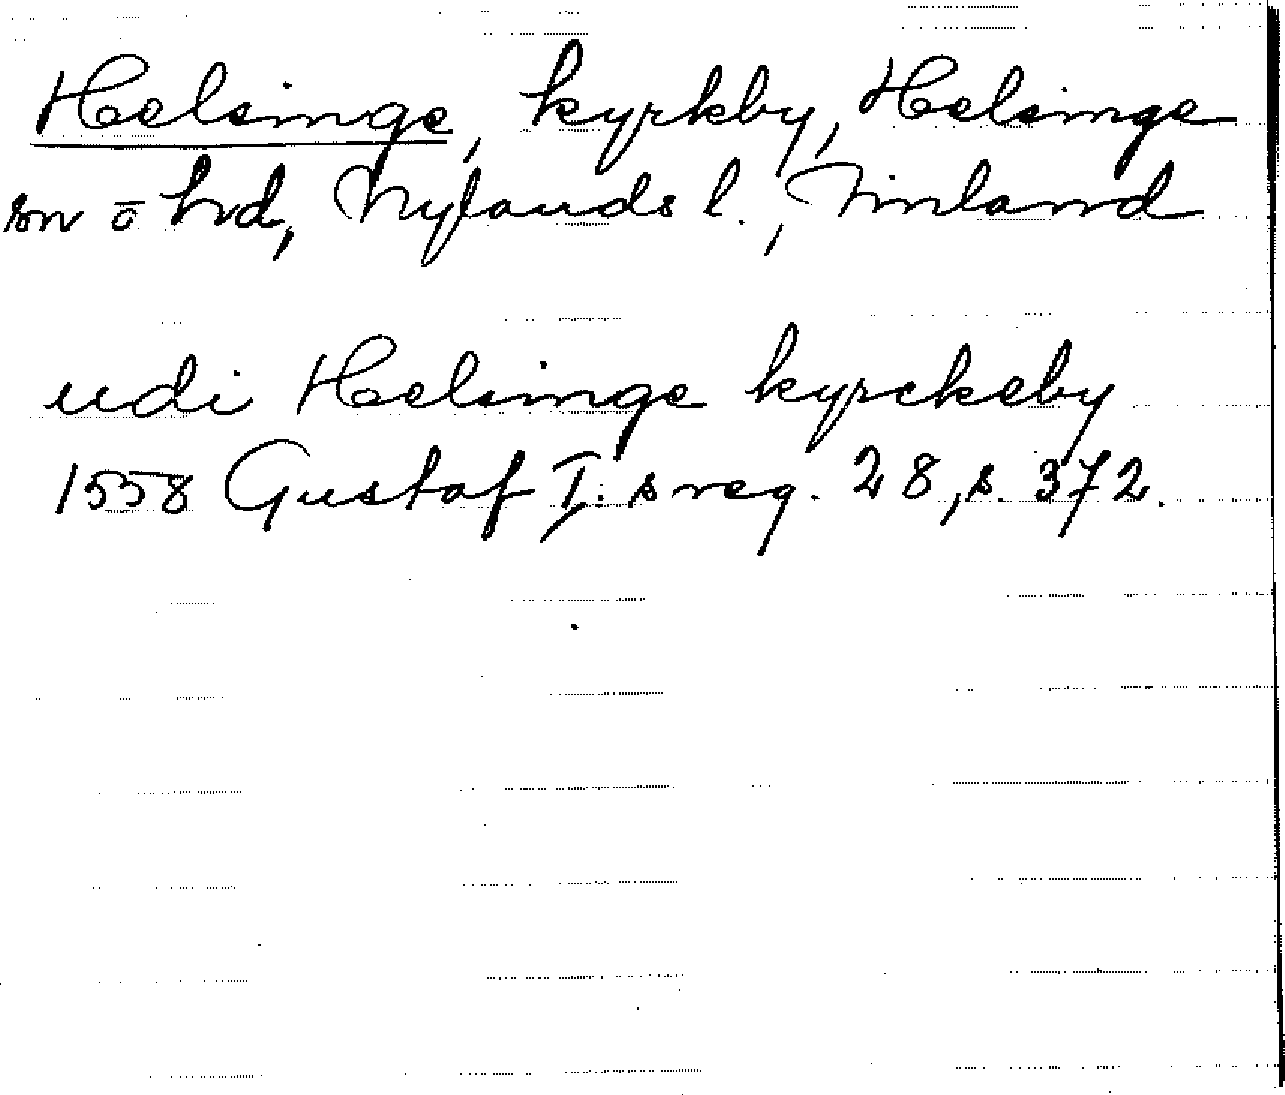 Helsinge, kyrkby, Helsinge
sn o hd, Nylands l., Finland
udi Helsinge kyrckeby
1558 Gustaf I:s reg. 28, s. 372.